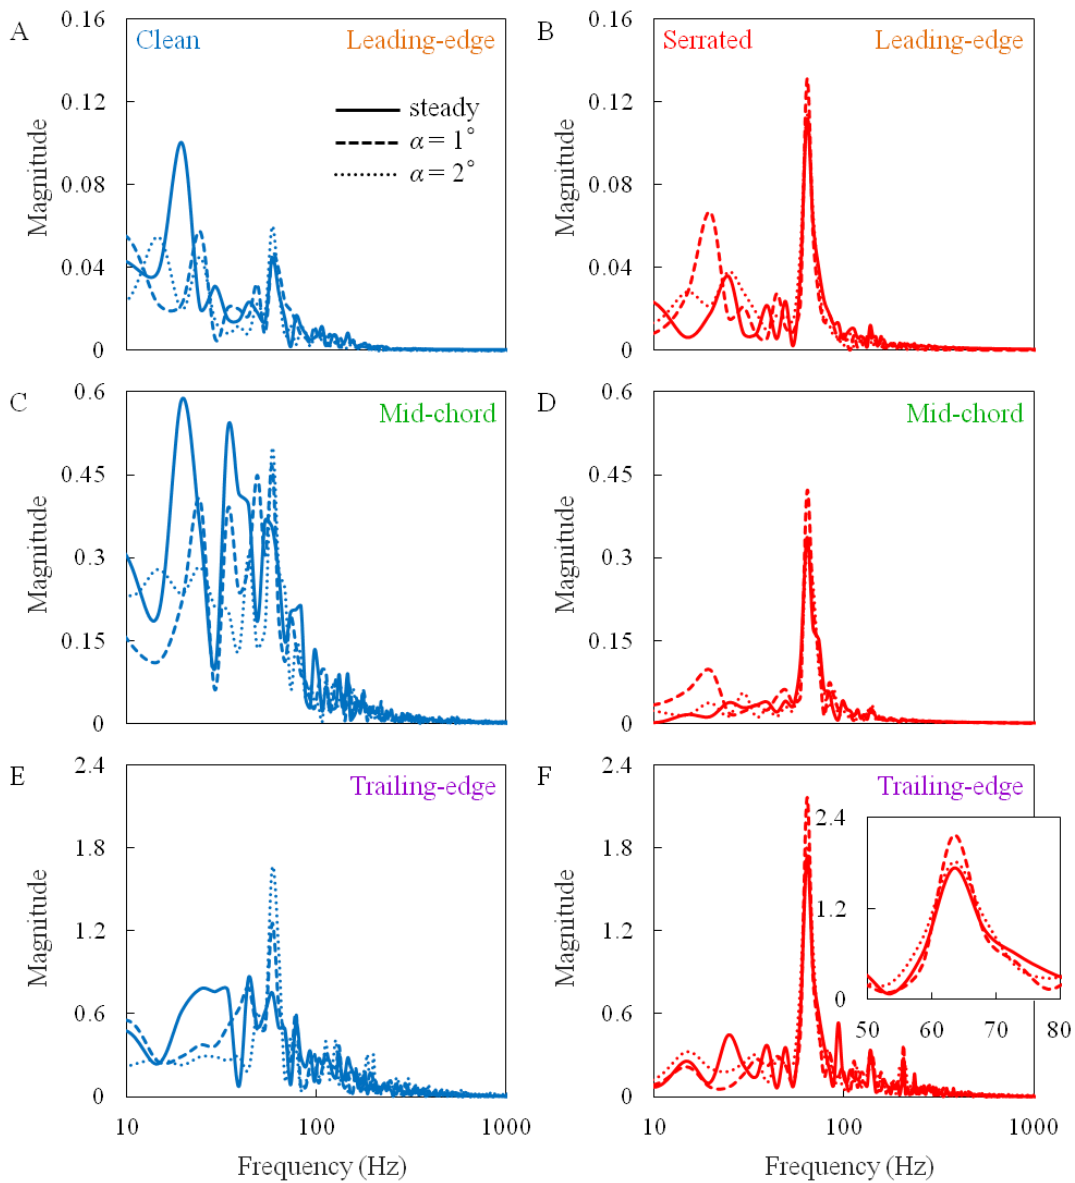 A
0.16
Clean
Leading-edge
0.12
steady
α = 1°
α = 2°
0.08
0.04
0
Magnitude
B
0.16
Serrated
Leading-edge
0.12
0.08
0.04
0
Magnitude
C
0.6
Mid-chord
0.45
0.3
0.15
0
Magnitude
D
0.6
Mid-chord
0.45
0.3
0.15
0
Magnitude
E
2.4
Trailing-edge
1.8
1.2
0.6
0
Magnitude
10 100 1000
Frequency (Hz)
F
2.4
Trailing-edge
1.8
1.2
0.6
0
Magnitude
2.4
1.2
0
50 60 70 80
10 100 1000
Frequency (Hz)